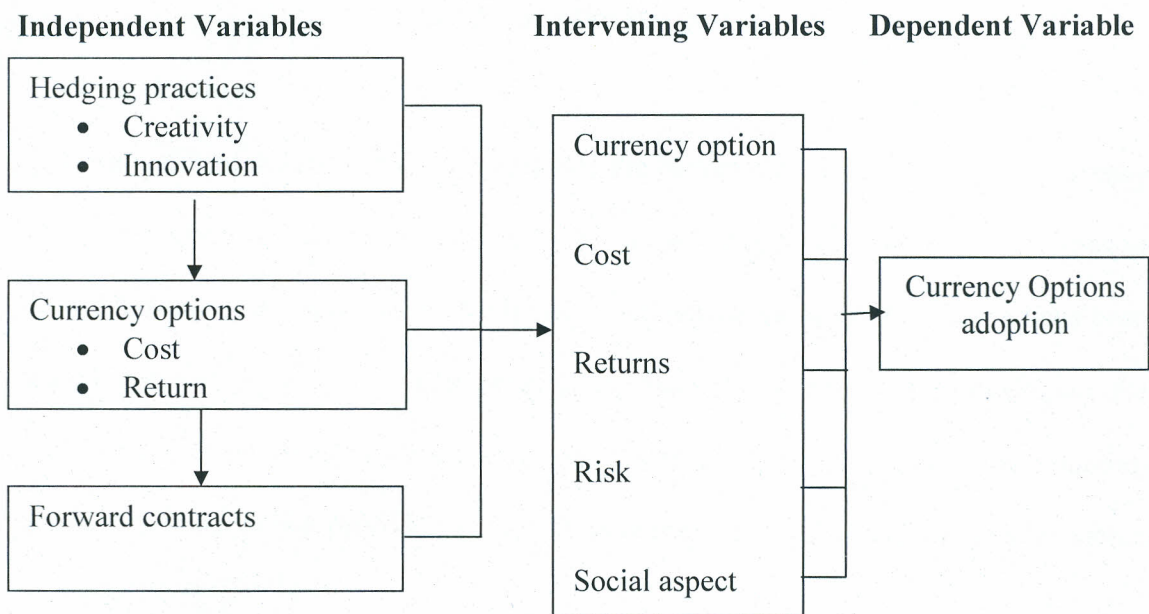 Independent Variables
Intervening Variables
Dependent Variable
Hedging practices
• Creativity
• Innovation
Currency options
• Cost
• Return
Forward contracts
Currency option
Cost
Returns
Risk
Social aspect
Currency Options
adoption